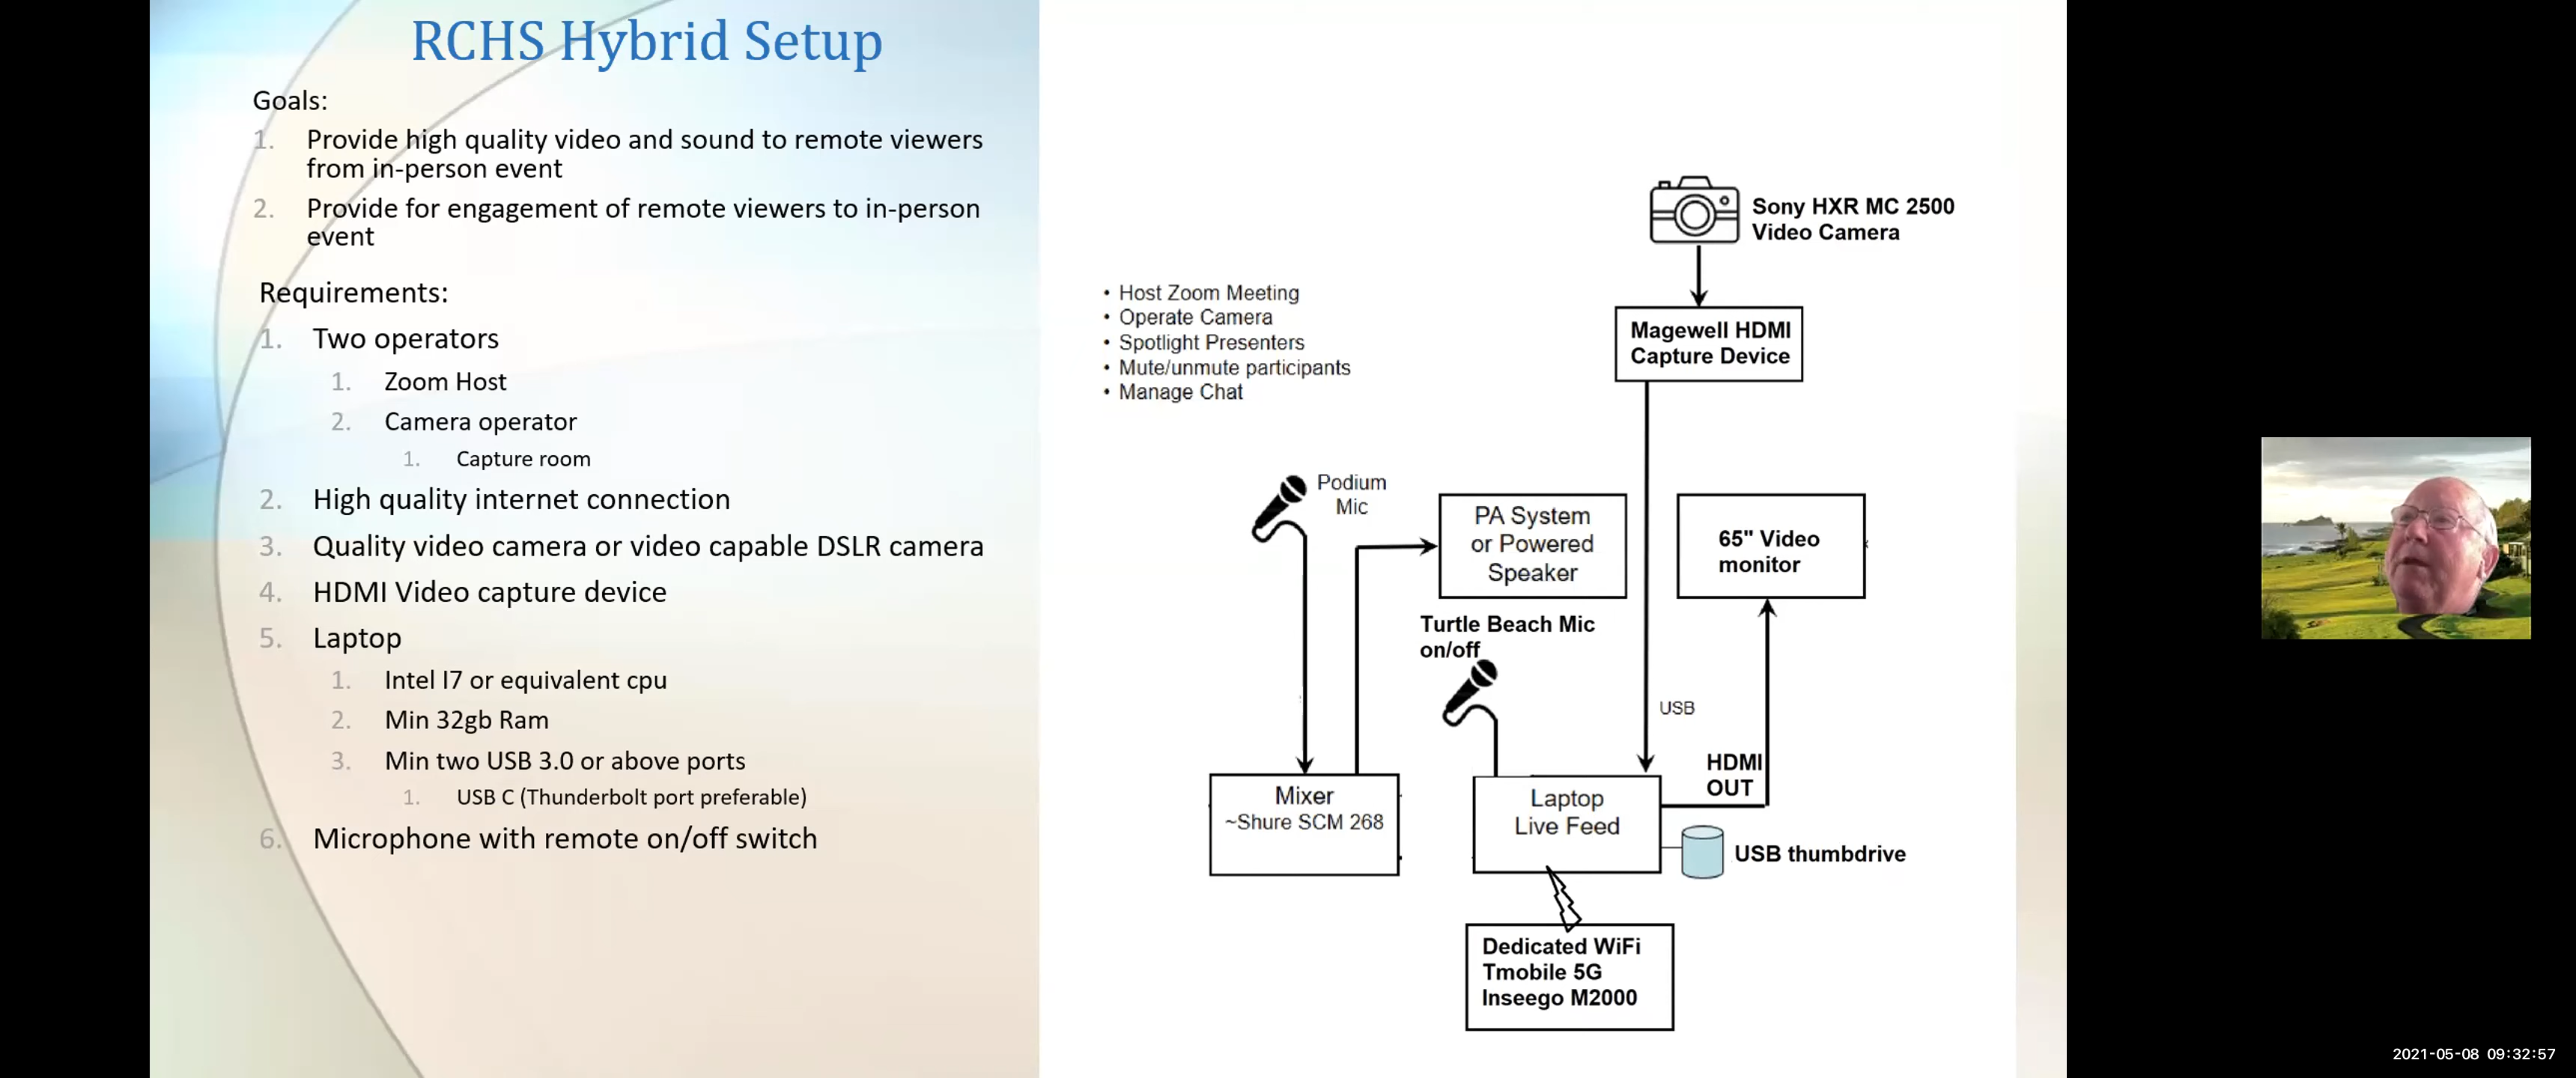 RCHS Hybrid Setup
Goals:
1. Provide high quality video and sound to remote viewers
from in-person event
2. Provide for engagement of remote viewers to in-person
event
Requirements:
1. Two operators
1. Zoom Host
2. Camera operator
1. Capture room
2. High quality internet connection
3. Quality video camera or video capable DSLR camera
4. HDMI Video capture device
5. Laptop
1. Intel I7 or equivalent cpu
2. Min 32gb Ram
3. Min two USB 3.0 or above ports
1. USB C (Thunderbolt port preferable)
6. Microphone with remote on/off switch
Sony HXR MC 2500
Video Camera
• Host Zoom Meeting
• Operate Camera
• Spotlight Presenters
• Mute/unmute participants
• Manage Chat
Magewell HDMI
Capture Device
Podium
Mic
PA System
or Powered
Speaker
65" Video
monitor
Turtle Beach Mic
on/off
USB
HDMI
OUT
Mixer
~Shure SCM 268
Laptop
Live Feed
USB thumbdrive
Dedicated WiFi
Tmobile 5G
Inseego M2000
2021-05-08 09:32:57